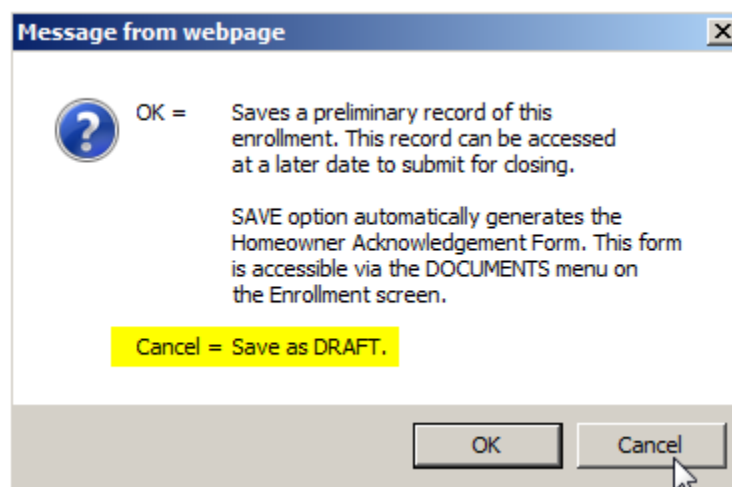 Message from webpage
OK = Saves a preliminary record of this
enrollment. This record can be accessed
at a later date to submit for closing.
SAVE option automatically generates the
Homeowner Acknowledgement Form. This form
is accessible via the DOCUMENTS menu on
the Enrollment screen.
Cancel = Save as DRAFT.
OK
Cancel